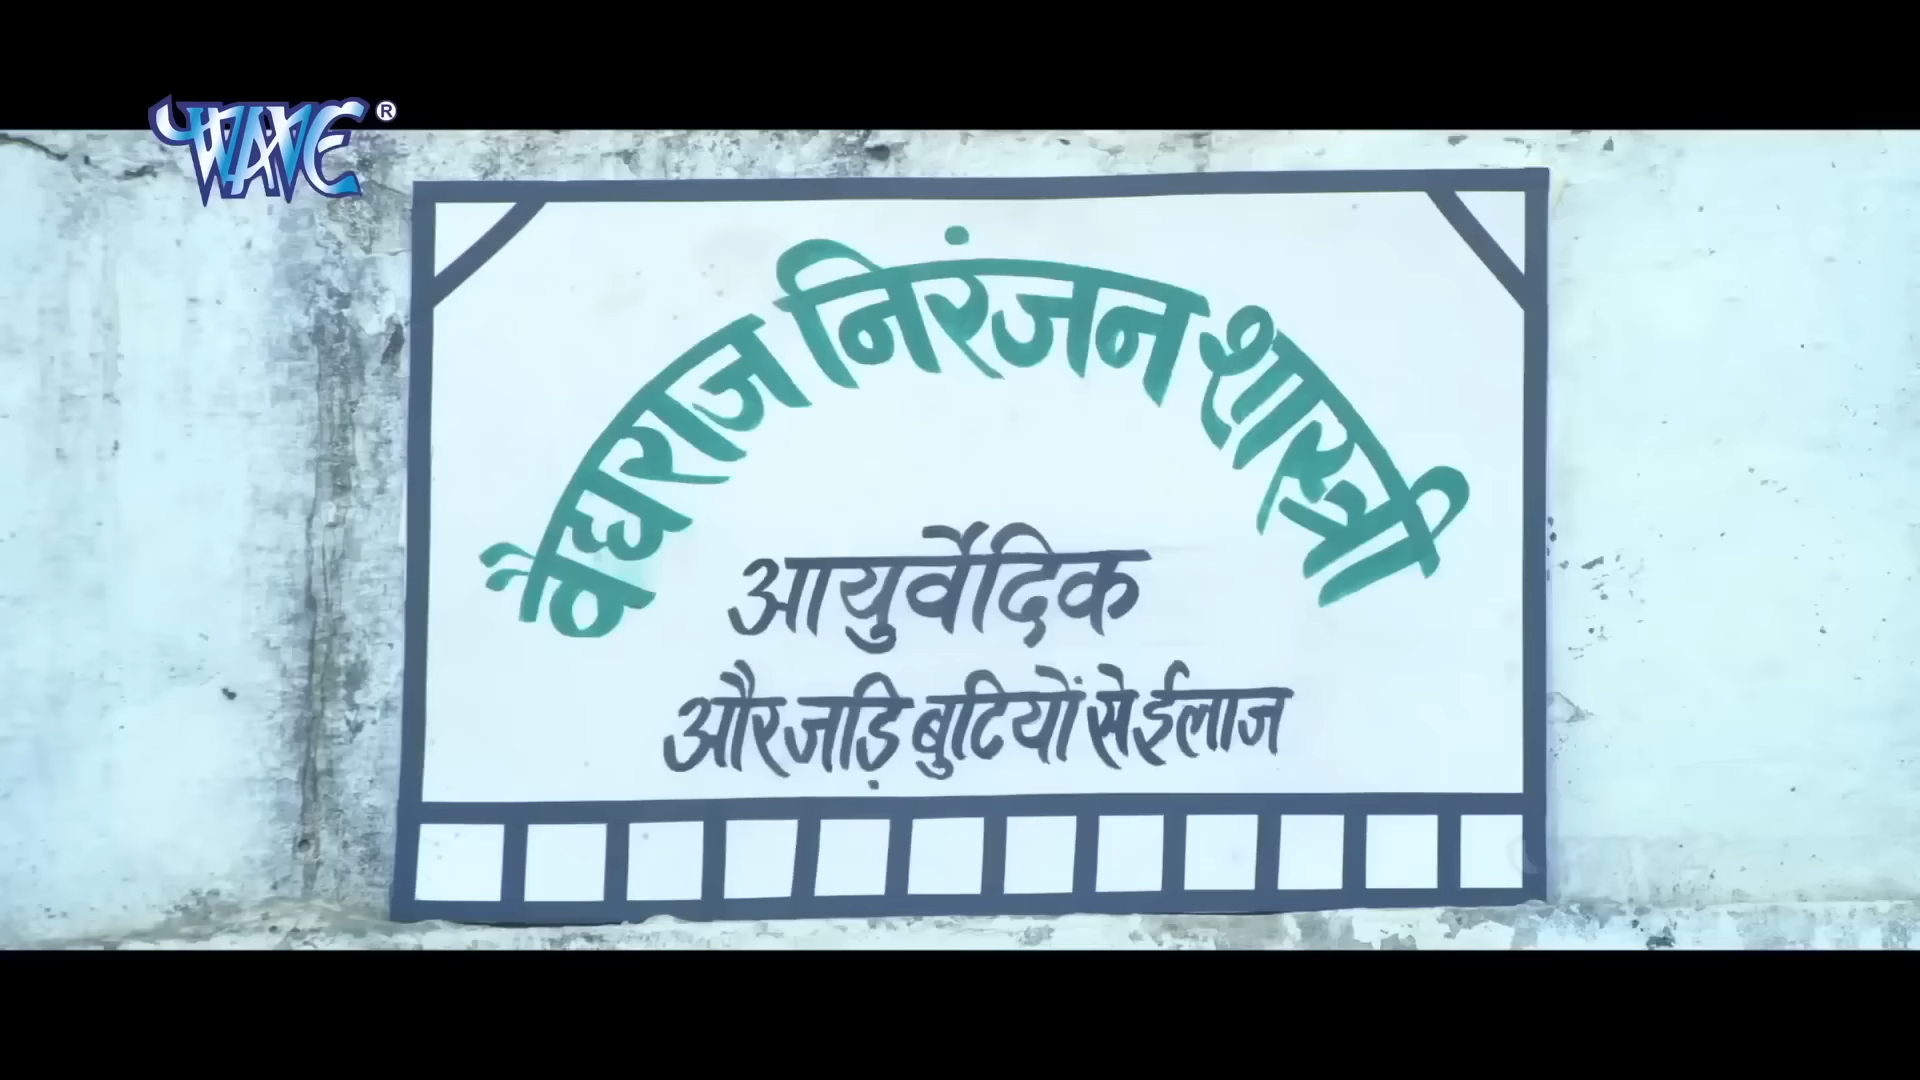 WAVE®
वैद्यराज निरंजन शास्त्री
आयुर्वेदिक
और जड़ि बुटियों से ईलाज